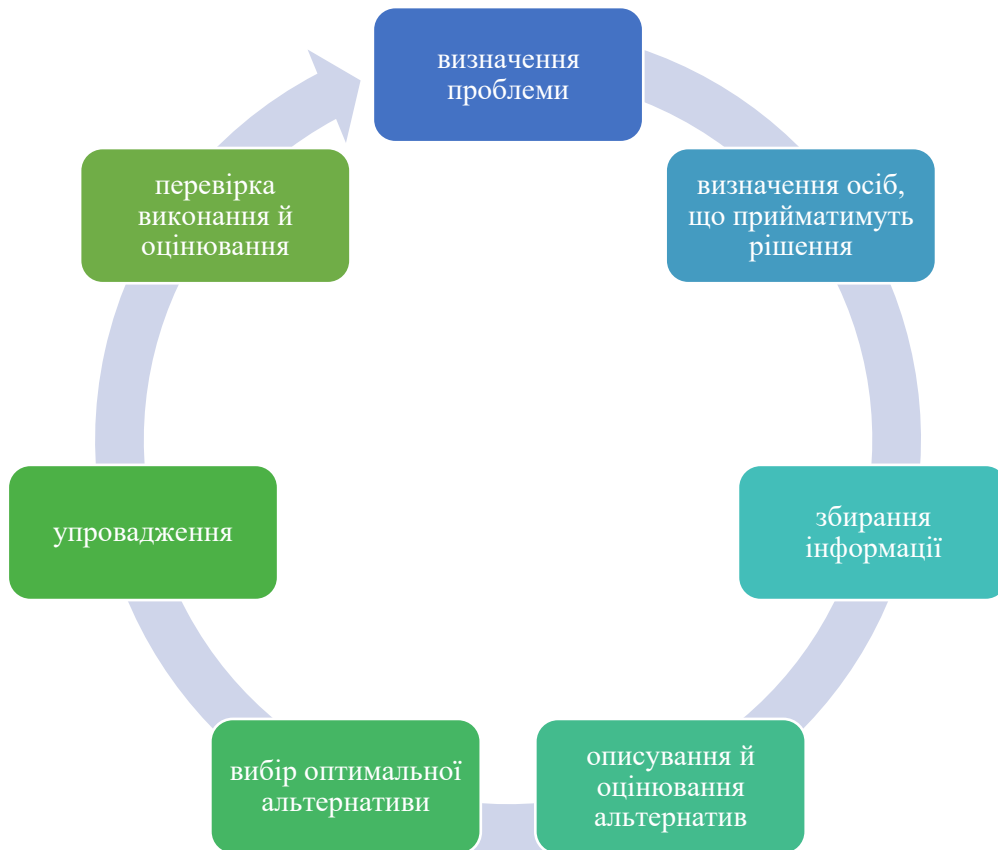 визначення
проблеми
визначення осіб,
що прийматимуть
рішення
збирання
інформації
описування й
оцінювання
альтернатив
вибір оптимальної
альтернативи
упровадження
перевірка
виконання й
оцінювання